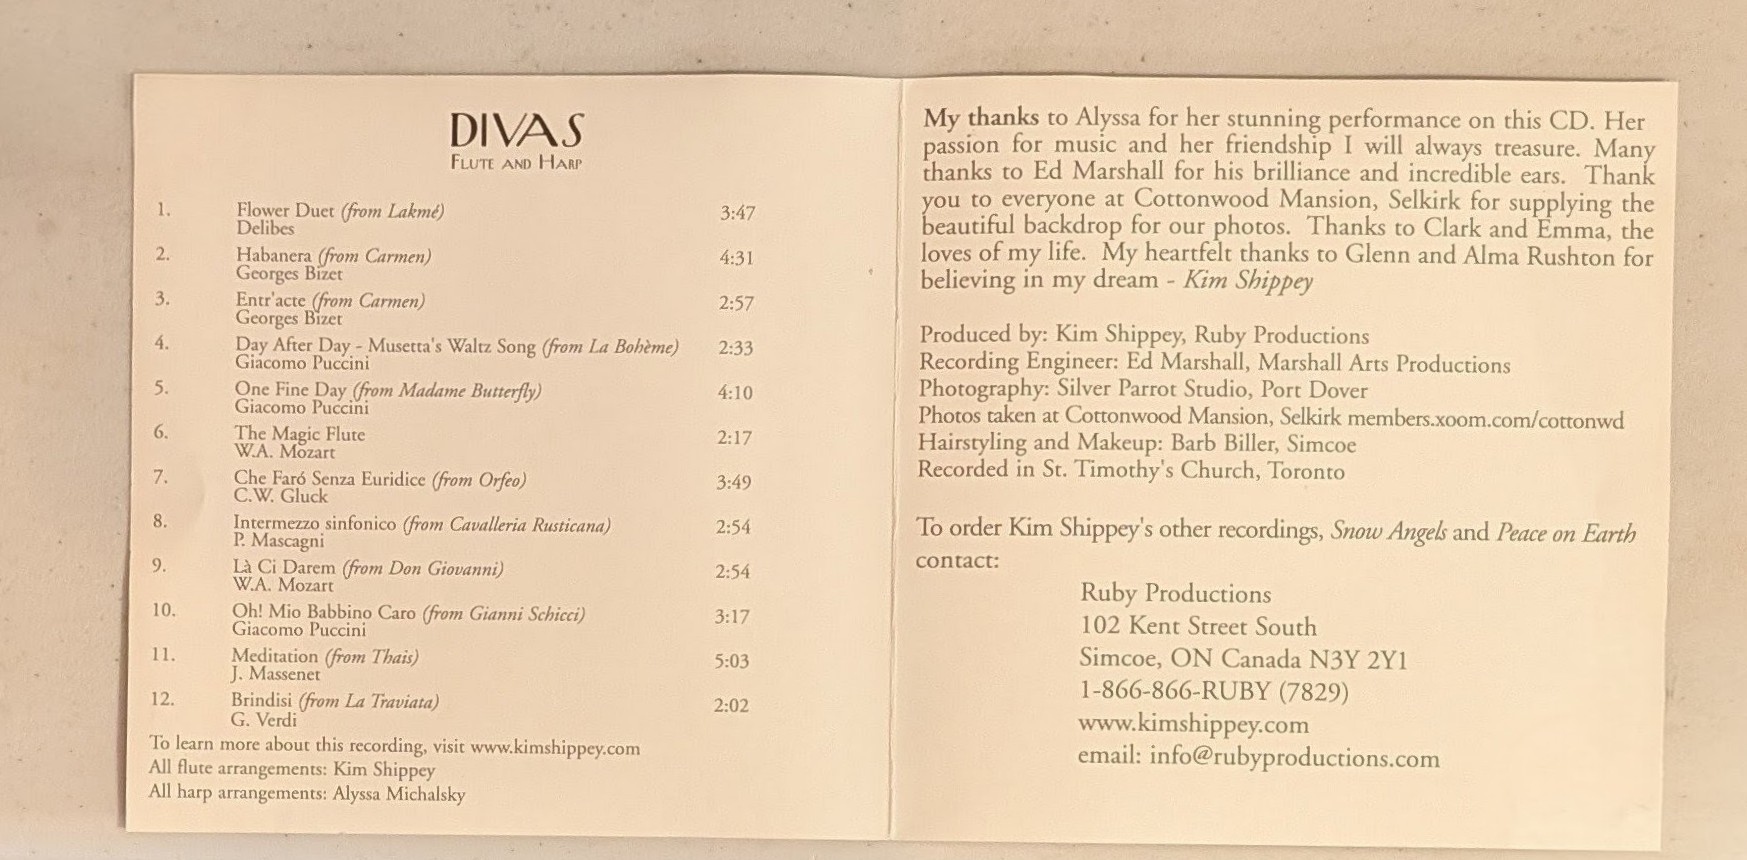 DIVAS
FLUTE AND HARP
1. Flower Duet (from Lakmé) 3:47
Delibes
2. Habanera (from Carmen) 4:31
Georges Bizet
3. Entr'acte (from Carmen) 2:57
Georges Bizet
4. Day After Day - Musetta's Waltz Song (from La Bohème) 2:33
Giacomo Puccini
5. One Fine Day (from Madame Butterfly) 4:10
Giacomo Puccini
6. The Magic Flute 2:17
W.A. Mozart
7. Che Faró Senza Euridice (from Orfeo) 3:49
C.W. Gluck
8. Intermezzo sinfonico (from Cavalleria Rusticana) 2:54
P. Mascagni
9. Là Ci Darem (from Don Giovanni) 2:54
W.A. Mozart
10. Oh! Mio Babbino Caro (from Gianni Schicci) 3:17
Giacomo Puccini
11. Meditation (from Thais) 5:03
J. Massenet
12. Brindisi (from La Traviata) 2:02
G. Verdi
To learn more about this recording, visit www.kimshippey.com
All flute arrangements: Kim Shippey
All harp arrangements: Alyssa Michalsky
My thanks to Alyssa for her stunning performance on this CD. Her
passion for music and her friendship I will always treasure. Many
thanks to Ed Marshall for his brilliance and incredible ears. Thank
you to everyone at Cottonwood Mansion, Selkirk for supplying the
beautiful backdrop for our photos. Thanks to Clark and Emma, the
loves of my life. My heartfelt thanks to Glenn and Alma Rushton for
believing in my dream - Kim Shippey
Produced by: Kim Shippey, Ruby Productions
Recording Engineer: Ed Marshall, Marshall Arts Productions
Photography: Silver Parrot Studio, Port Dover
Photos taken at Cottonwood Mansion, Selkirk members.xoom.com/cottonwd
Hairstyling and Makeup: Barb Biller, Simcoe
Recorded in St. Timothy's Church, Toronto
To order Kim Shippey's other recordings, Snow Angels and Peace on Earth
contact:
Ruby Productions
102 Kent Street South
Simcoe, ON Canada N3Y 2Y1
1-866-866-RUBY (7829)
www.kimshippey.com
email: info@rubyproductions.com